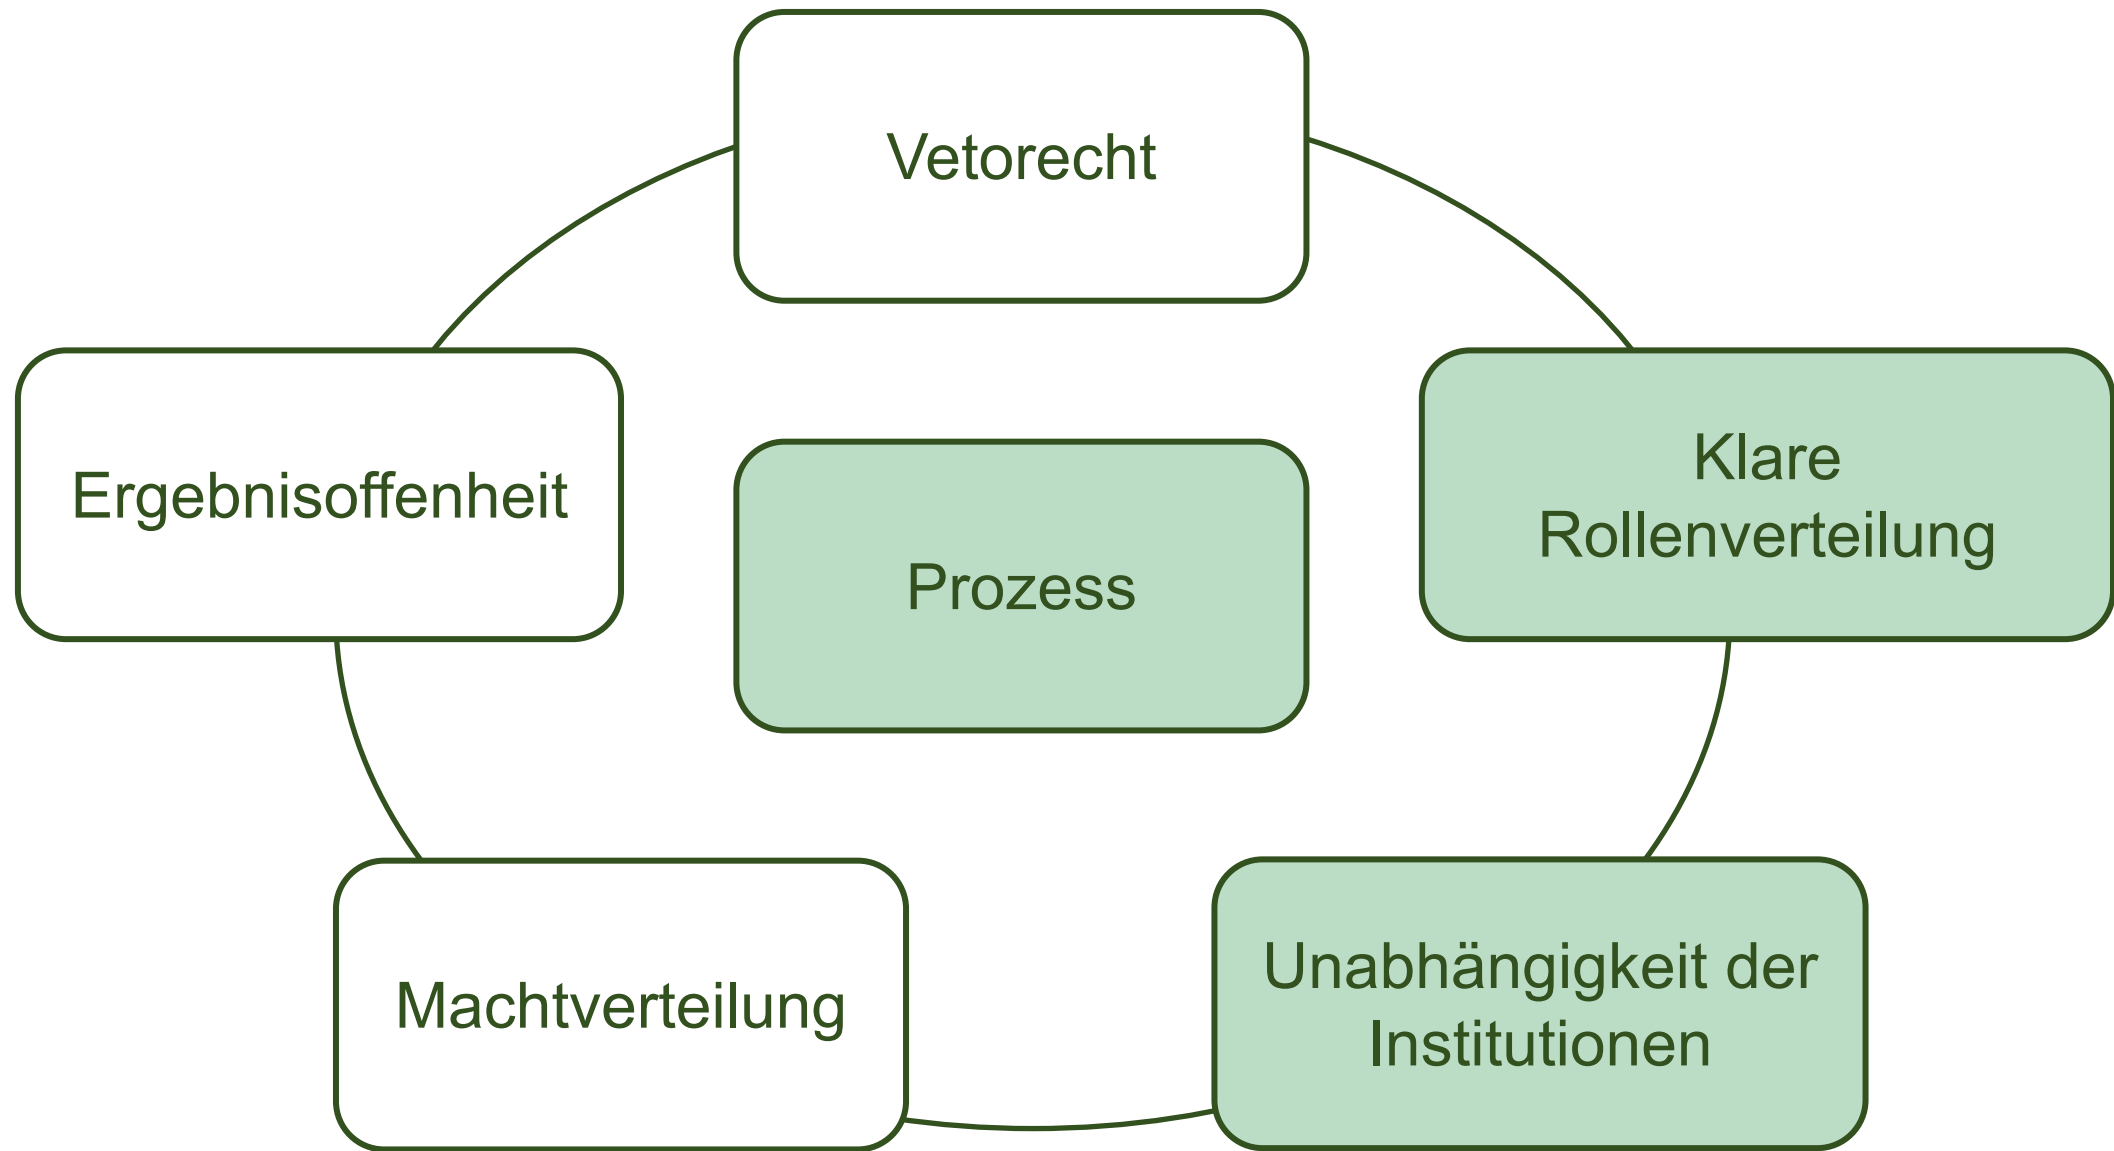 Vetorecht
Ergebnisoffenheit
Klare
Rollenverteilung
Prozess
Machtverteilung
Unabhängigkeit der
Institutionen